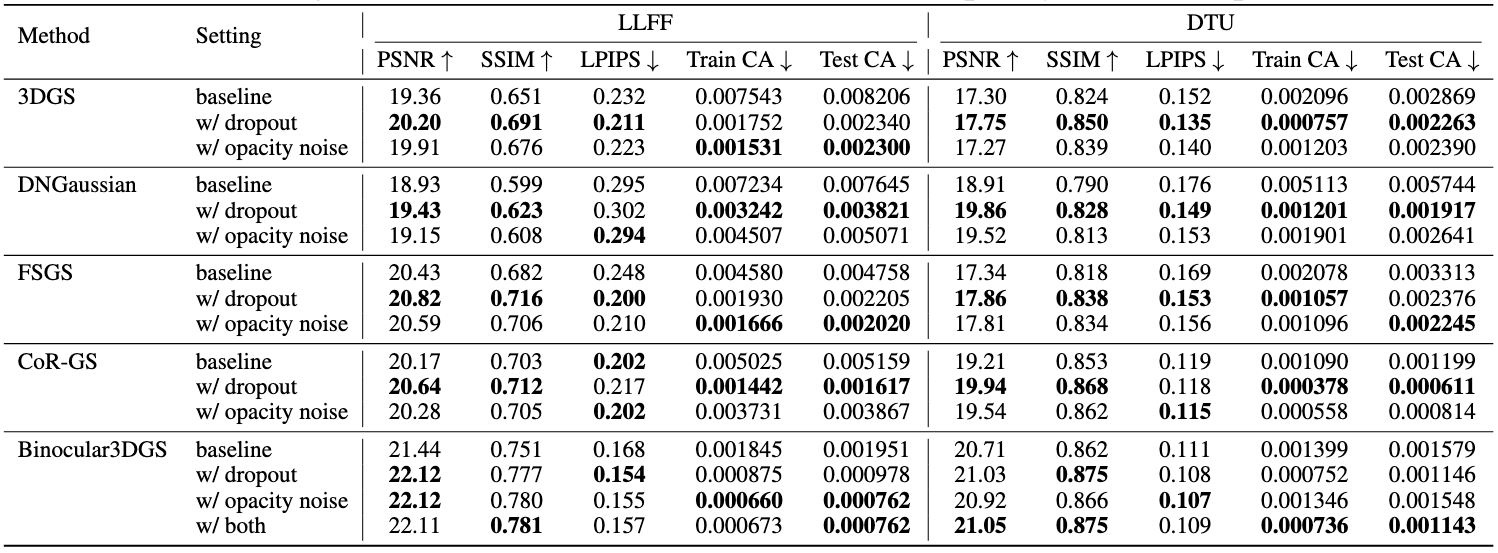 Method Setting LLFF DTU
PSNR ↑ SSIM ↑ LPIPS ↓ Train CA ↓ Test CA ↓ PSNR ↑ SSIM ↑ LPIPS ↓ Train CA ↓ Test CA ↓
3DGS baseline 19.36 0.651 0.232 0.007543 0.008206 17.30 0.824 0.152 0.002096 0.002869
w/ dropout 20.20 0.691 0.211 0.001752 0.002340 17.75 0.850 0.135 0.000757 0.002263
w/ opacity noise 19.91 0.676 0.223 0.001531 0.002300 17.27 0.839 0.140 0.001203 0.002390
DNGaussian baseline 18.93 0.599 0.295 0.007234 0.007645 18.91 0.790 0.176 0.005113 0.005744
w/ dropout 19.43 0.623 0.302 0.003242 0.003821 19.86 0.828 0.149 0.001201 0.001917
w/ opacity noise 19.15 0.608 0.294 0.004507 0.005071 19.52 0.813 0.153 0.001901 0.002641
FSGS baseline 20.43 0.682 0.248 0.004580 0.004758 17.34 0.818 0.169 0.002078 0.003313
w/ dropout 20.82 0.716 0.200 0.001930 0.002205 17.86 0.838 0.153 0.001057 0.002376
w/ opacity noise 20.59 0.706 0.210 0.001666 0.002020 17.81 0.834 0.156 0.001096 0.002245
CoR-GS baseline 20.17 0.703 0.202 0.005025 0.005159 19.21 0.853 0.119 0.001090 0.001199
w/ dropout 20.64 0.712 0.217 0.001442 0.001617 19.94 0.868 0.118 0.000378 0.000611
w/ opacity noise 20.28 0.705 0.202 0.003731 0.003867 19.54 0.862 0.115 0.000558 0.000814
Binocular3DGS baseline 21.44 0.751 0.168 0.001845 0.001951 20.71 0.862 0.111 0.001399 0.001579
w/ dropout 22.12 0.777 0.154 0.000875 0.000978 21.03 0.875 0.108 0.000752 0.001146
w/ opacity noise 22.12 0.780 0.155 0.000660 0.000762 20.92 0.866 0.107 0.001346 0.001548
w/ both 22.11 0.781 0.157 0.000673 0.000762 21.05 0.875 0.109 0.000736 0.001143